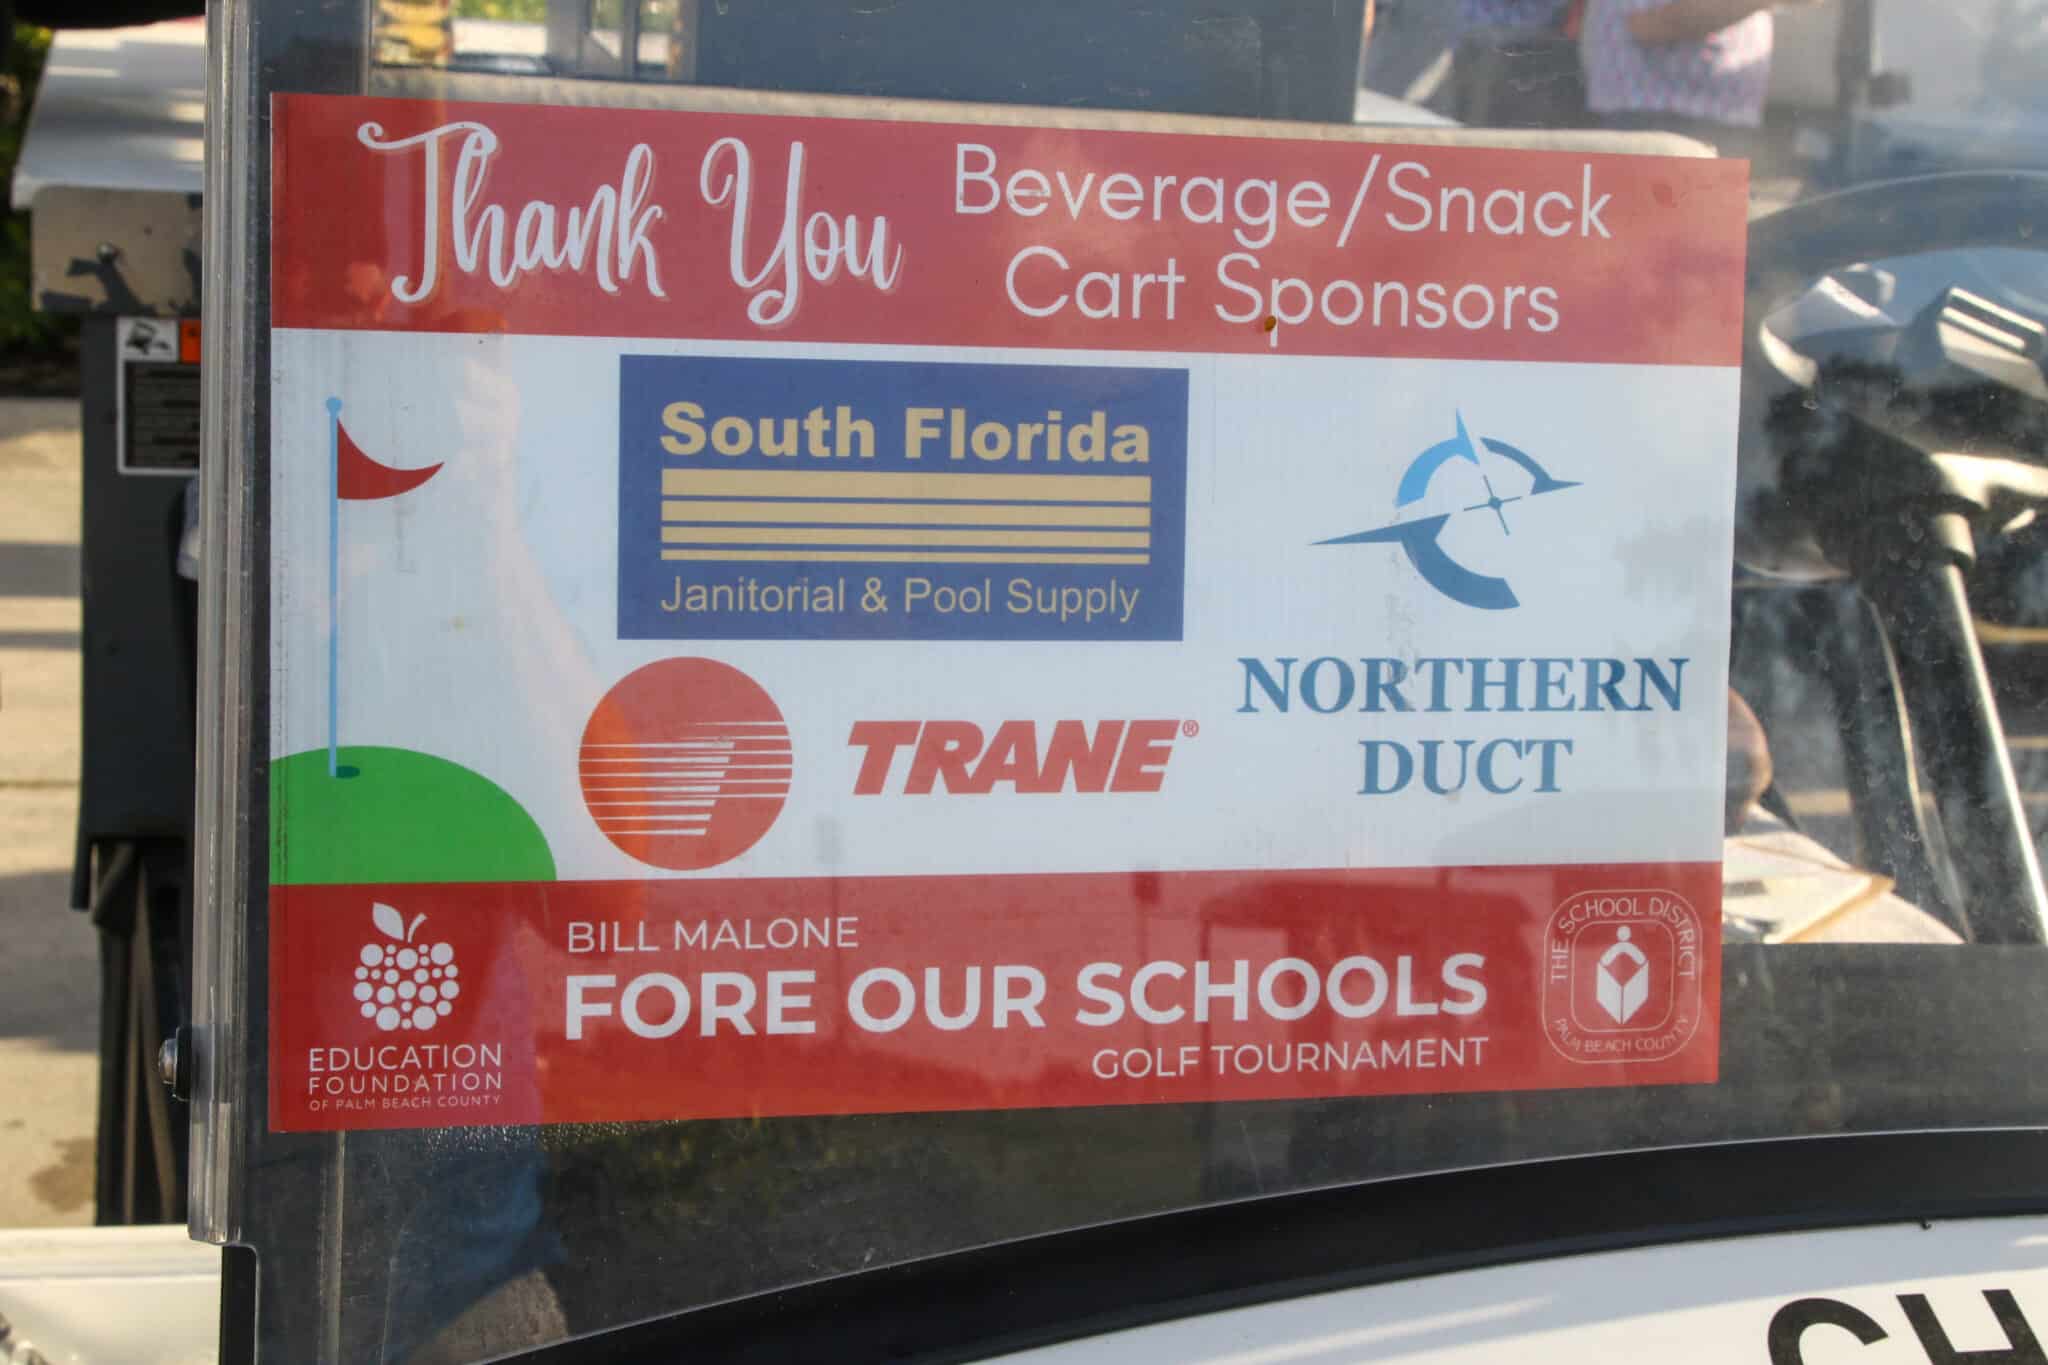 Thank You
Beverage/Snack
Cart Sponsors
South Florida
Janitorial & Pool Supply
TRANE®
NORTHERN
DUCT
EDUCATION
FOUNDATION
OF PALM BEACH COUNTY
BILL MALONE
FORE OUR SCHOOLS
GOLF TOURNAMENT
THE SCHOOL DISTRICT
PALM BEACH COUNTY
CH